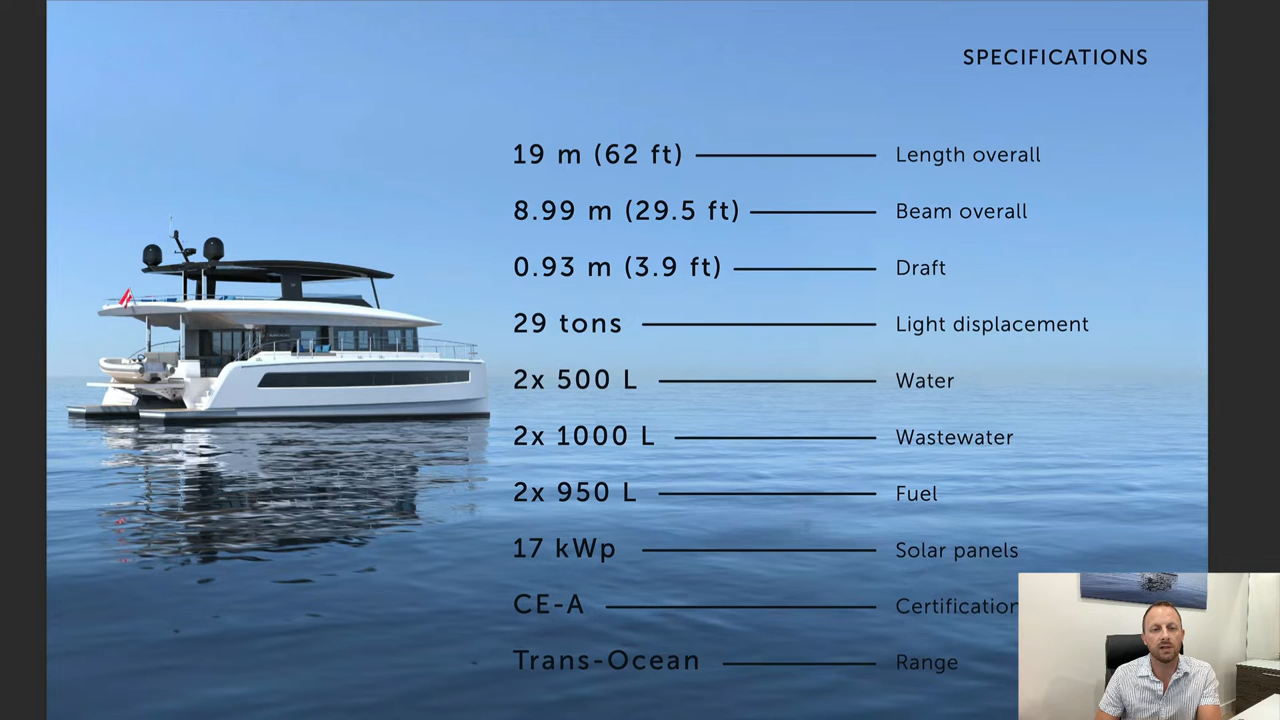 SPECIFICATIONS
19 m (62 ft) Length overall
8.99 m (29.5 ft) Beam overall
0.93 m (3.9 ft) Draft
29 tons Light displacement
2x 500 L Water
2x 1000 L Wastewater
2x 950 L Fuel
17 kWp Solar panels
CE-A Certification
Trans-Ocean Range